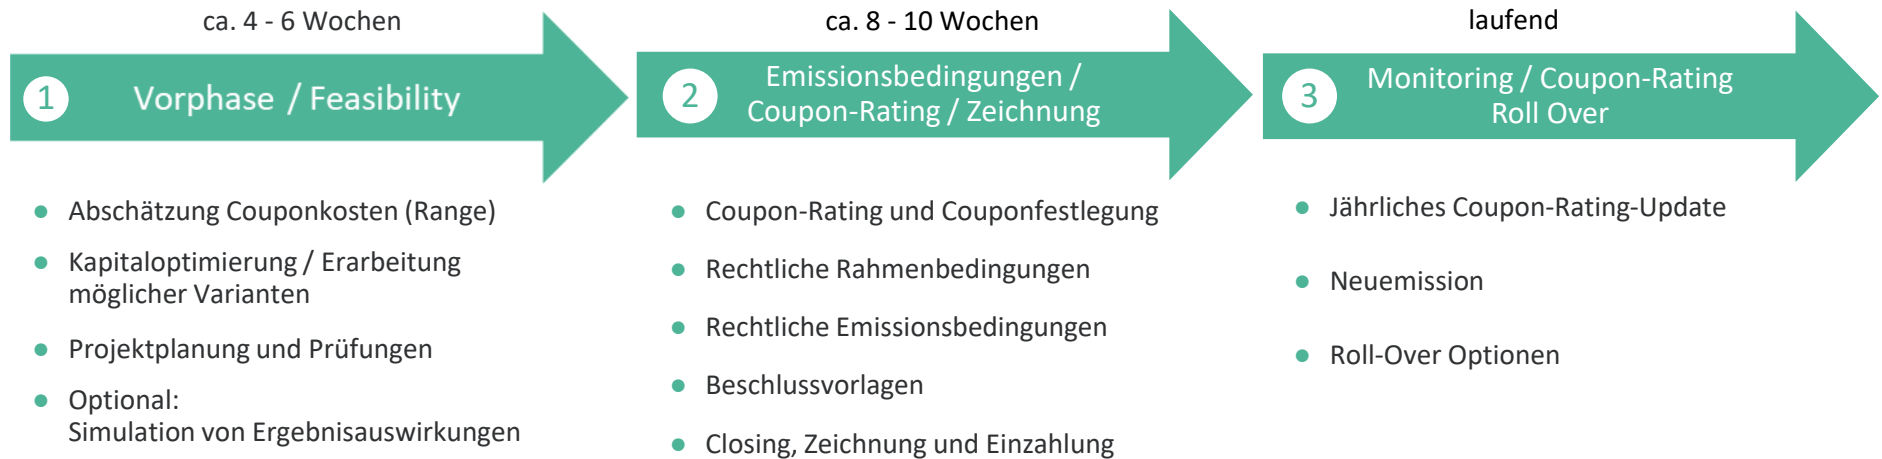 ca. 4 - 6 Wochen
1
Vorphase / Feasibility
● Abschätzung Couponkosten (Range)
● Kapitaloptimierung / Erarbeitung
möglicher Varianten
● Projektplanung und Prüfungen
● Optional:
Simulation von Ergebnisauswirkungen
ca. 8 - 10 Wochen
2
Emissionsbedingungen /
Coupon-Rating / Zeichnung
● Coupon-Rating und Couponfestlegung
● Rechtliche Rahmenbedingungen
● Rechtliche Emissionsbedingungen
● Beschlussvorlagen
● Closing, Zeichnung und Einzahlung
laufend
3
Monitoring / Coupon-Rating
Roll Over
● Jährliches Coupon-Rating-Update
● Neuemission
● Roll-Over Optionen